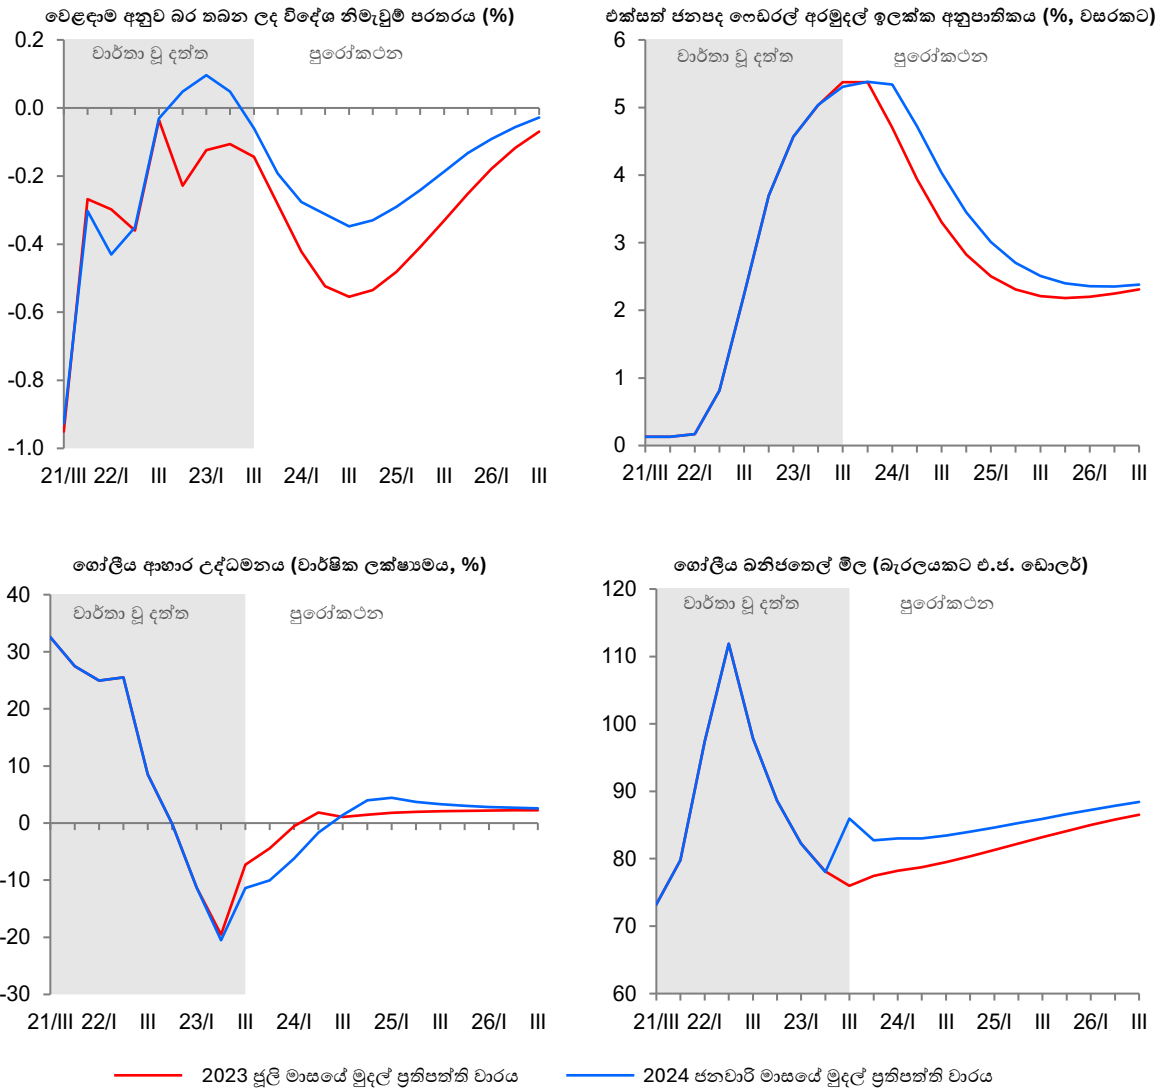 වෙළඳාම අනුව බර තබන ලද විදේශ නිමැවුම් පරතරය (%)
වාර්තා වූ දත්ත
පුරෝකථන
0.2
0.0
-0.2
-0.4
-0.6
-0.8
-1.0
21/III 22/I III 23/I III 24/I III 25/I III 26/I III
එක්සත් ජනපද ෆෙඩරල් අරමුදල් ඉලක්ක අනුපාතිකය (%, වසරකට)
වාර්තා වූ දත්ත
පුරෝකථන
6
5
4
3
2
1
0
21/III 22/I III 23/I III 24/I III 25/I III 26/I III
ගෝලීය ආහාර උද්ධමනය (වාර්ෂික ලක්ෂ්‍යමය, %)
වාර්තා වූ දත්ත
පුරෝකථන
40
30
20
10
0
-10
-20
-30
21/III 22/I III 23/I III 24/I III 25/I III 26/I III
ගෝලීය ඛනිජතෙල් මිල (බැරලයකට එ.ජ. ඩොලර්)
වාර්තා වූ දත්ත
පුරෝකථන
120
110
100
90
80
70
60
21/III 22/I III 23/I III 24/I III 25/I III 26/I III
2023 ජූලි මාසයේ මුදල් ප්‍රතිපත්ති වාරය
2024 ජනවාරි මාසයේ මුදල් ප්‍රතිපත්ති වාරය